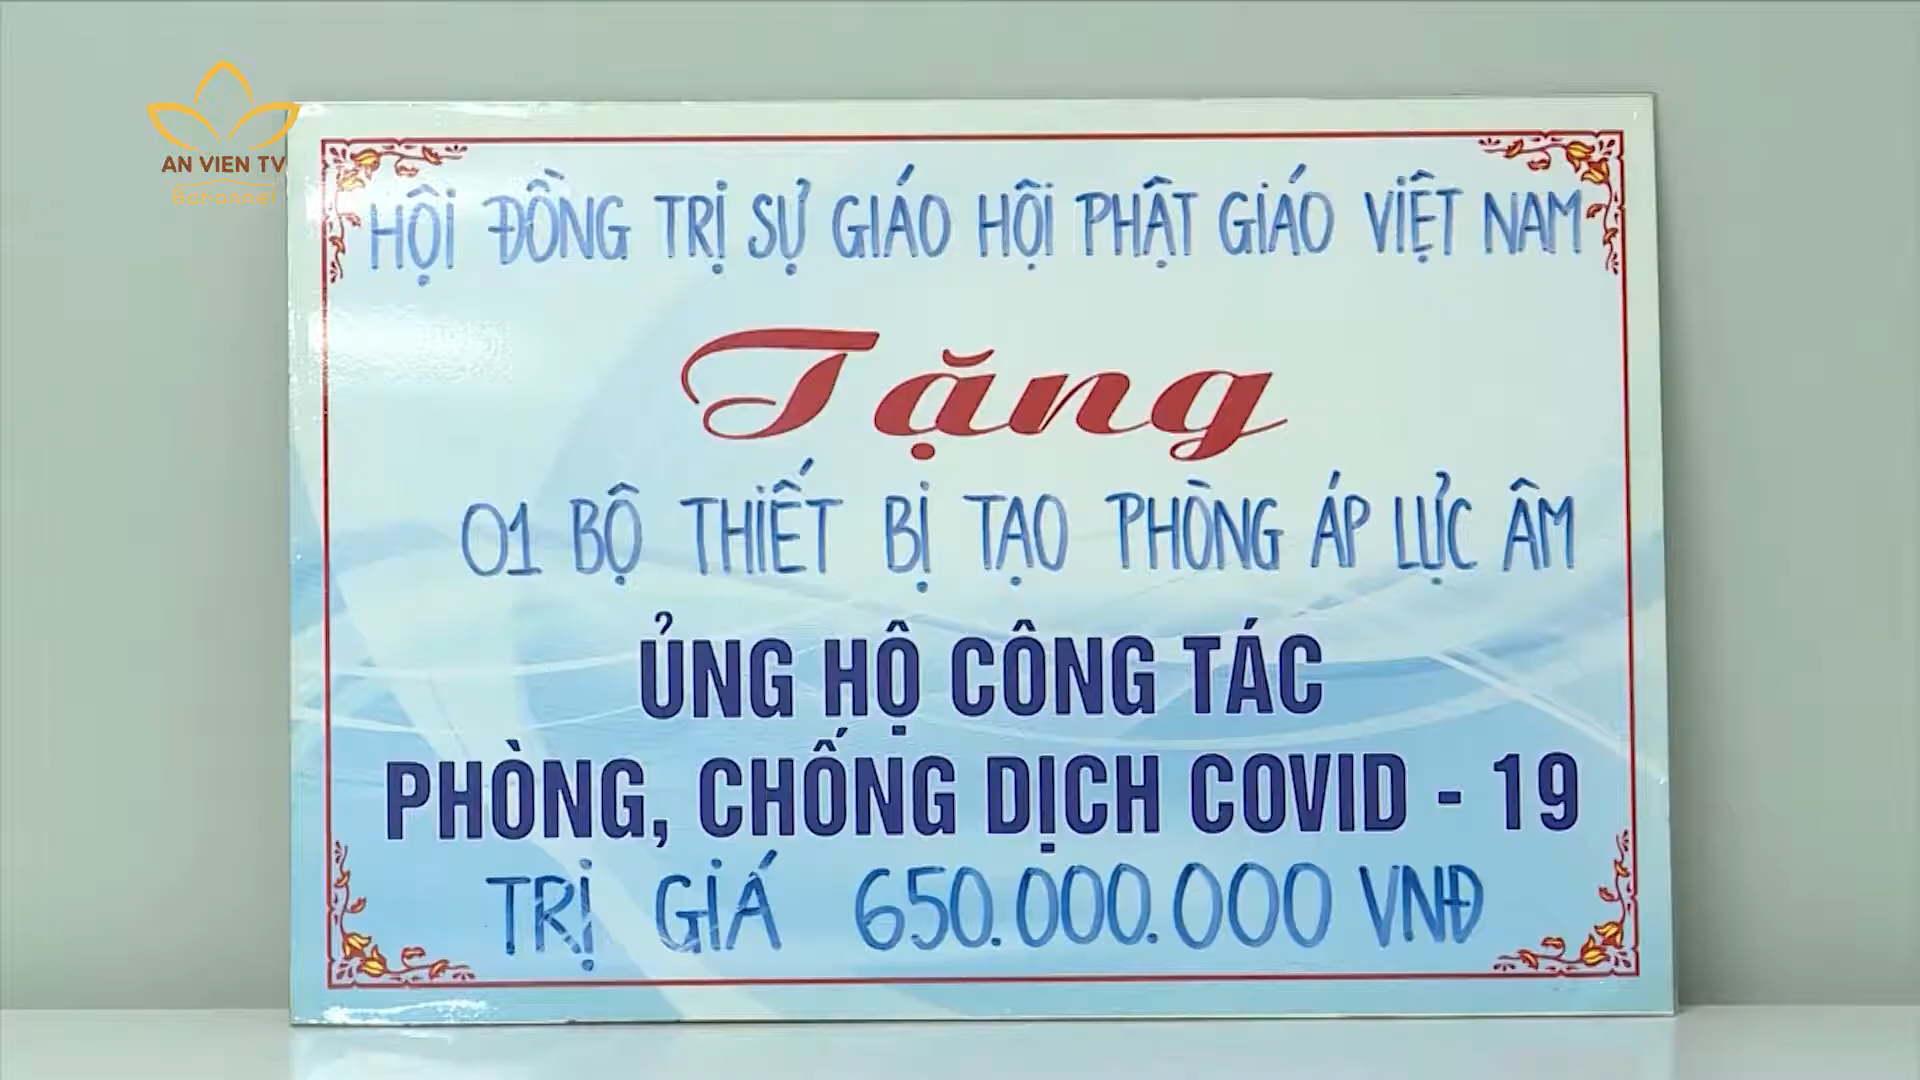 AN VIEN TV
Bchannel
HỘI ĐỒNG TRỊ SỰ GIÁO HỘI PHẬT GIÁO VIỆT NAM
Tặng
01 BỘ THIẾT BỊ TẠO PHÒNG ÁP LỰC ÂM
ỦNG HỘ CÔNG TÁC
PHÒNG, CHỐNG DỊCH COVID - 19
TRỊ GIÁ 650.000.000 VNĐ